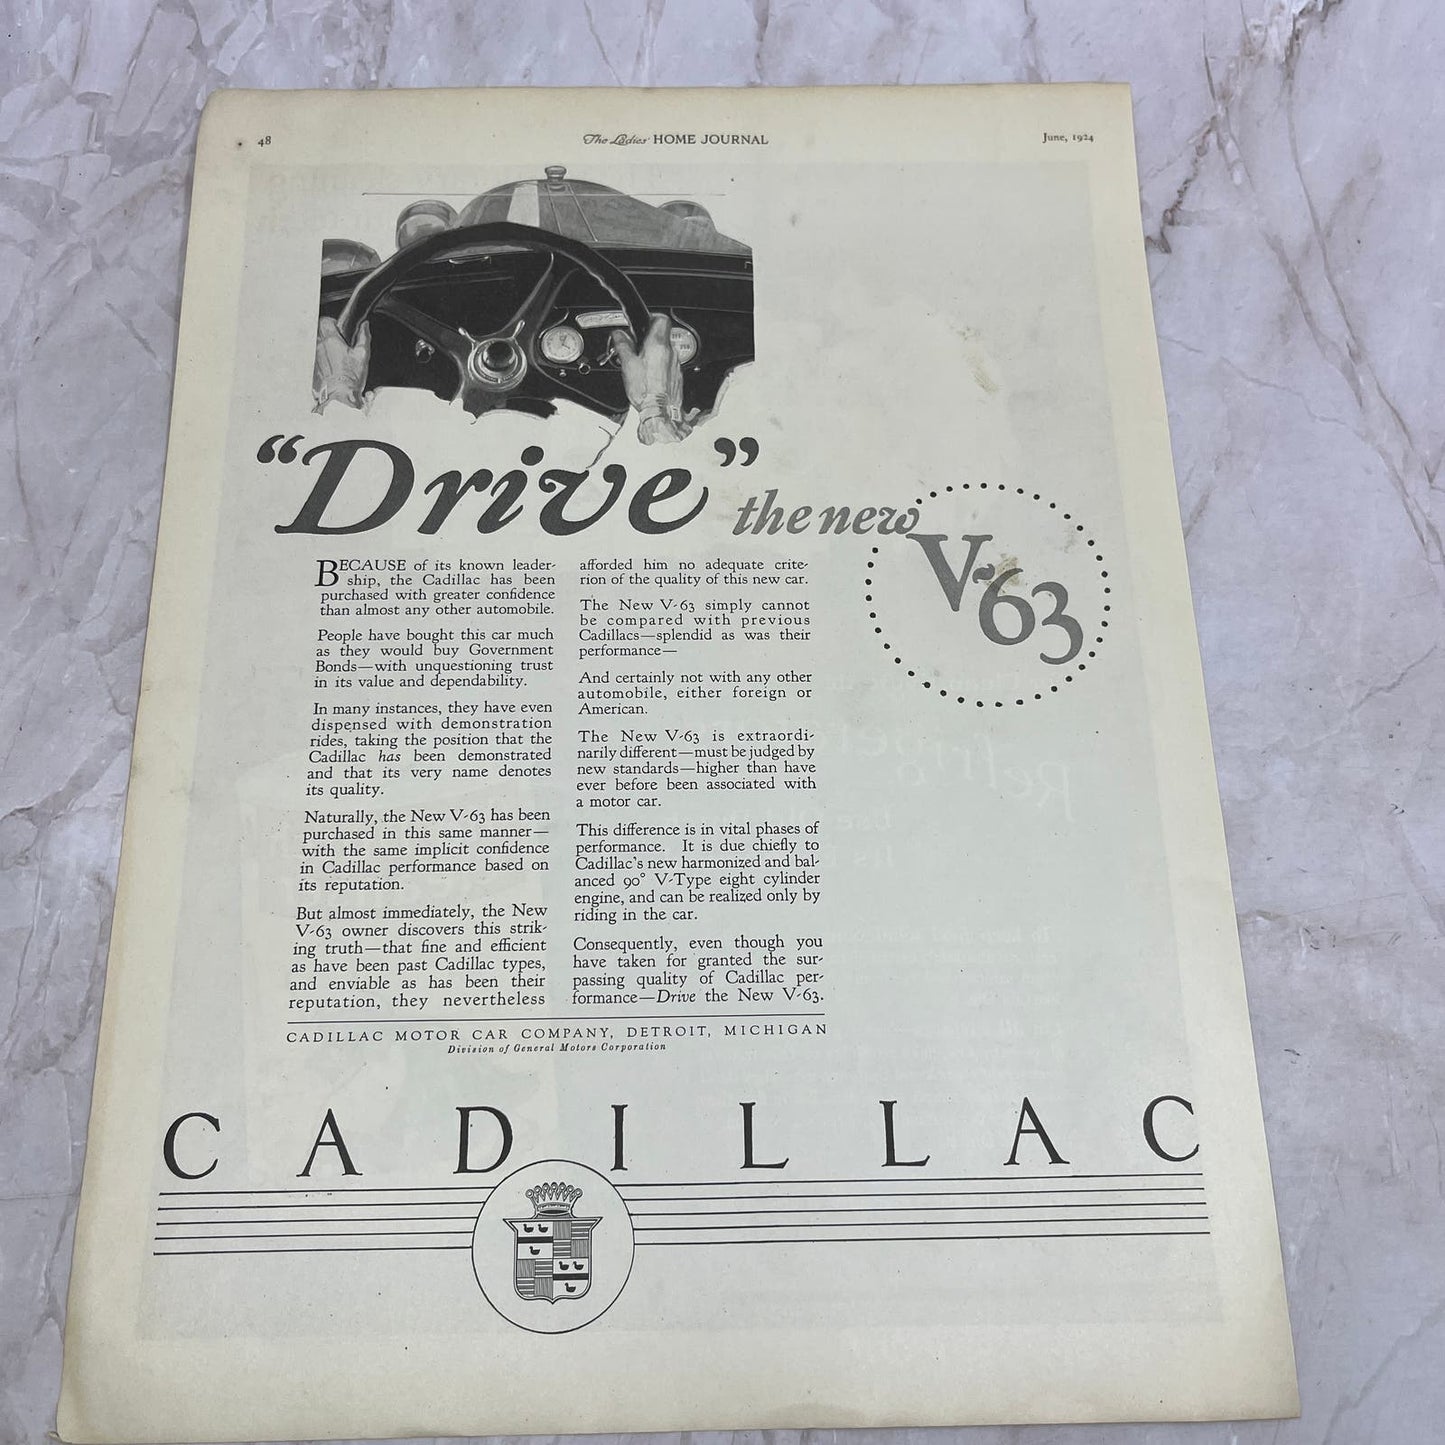 48
The Ladies' HOME JOURNAL
June, 1924
“Drive” the new V-63
BECAUSE of its known leader-
ship, the Cadillac has been
purchased with greater confidence
than almost any other automobile.
People have bought this car much
as they would buy Government
Bonds—with unquestioning trust
in its value and dependability.
In many instances, they have even
dispensed with demonstration
rides, taking the position that the
Cadillac has been demonstrated
and that its very name denotes
its quality.
Naturally, the New V-63 has been
purchased in this same manner—
with the same implicit confidence
in Cadillac performance based on
its reputation.
But almost immediately, the New
V-63 owner discovers this strik-
ing truth—that fine and efficient
as have been past Cadillac types,
and enviable as has been their
reputation, they nevertheless
afforded him no adequate crite-
rion of the quality of this new car.
The New V-63 simply cannot
be compared with previous
Cadillacs—splendid as was their
performance—
And certainly not with any other
automobile, either foreign or
American.
The New V-63 is extraordi-
narily different—must be judged by
new standards—higher than have
ever before been associated with
a motor car.
This difference is in vital phases of
performance. It is due chiefly to
Cadillac's new harmonized and bal-
anced 90° V-Type eight cylinder
engine, and can be realized only by
riding in the car.
Consequently, even though you
have taken for granted the sur-
passing quality of Cadillac per-
formance—Drive the New V-63.
CADILLAC MOTOR CAR COMPANY, DETROIT, MICHIGAN
Division of General Motors Corporation
CADILLAC